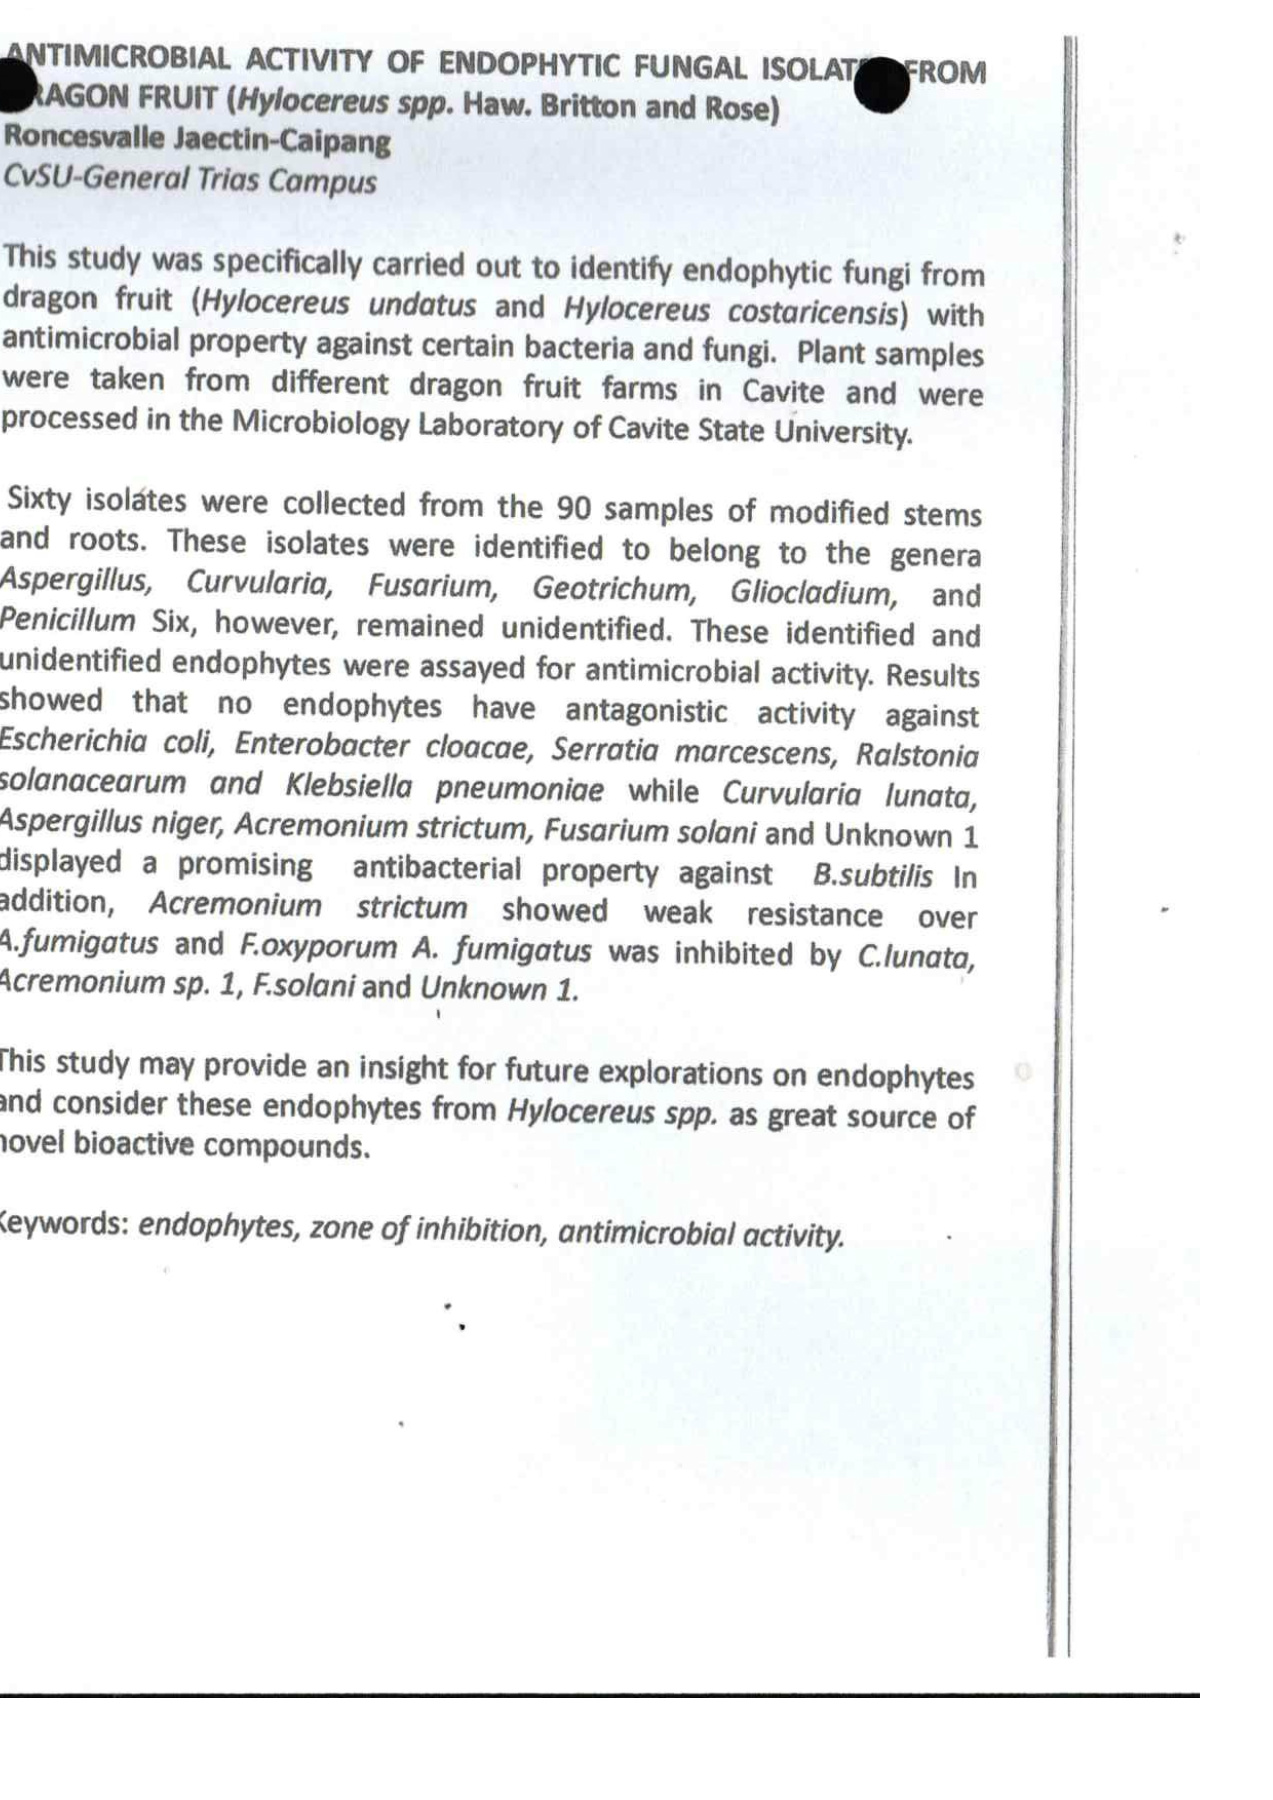 ANTIMICROBIAL ACTIVITY OF ENDOPHYTIC FUNGAL ISOLAT FROM
RAGON FRUIT (Hylocereus spp. Haw. Britton and Rose)
Roncesvalle Jaectin-Caipang
CvSU-General Trias Campus
This study was specifically carried out to identify endophytic fungi from
dragon fruit (Hylocereus undatus and Hylocereus costaricensis) with
antimicrobial property against certain bacteria and fungi. Plant samples
were taken from different dragon fruit farms in Cavite and were
processed in the Microbiology Laboratory of Cavite State University.
Sixty isolates were collected from the 90 samples of modified stems
and roots. These isolates were identified to belong to the genera
Aspergillus, Curvularia, Fusarium, Geotrichum, Gliocladium, and
Penicillum Six, however, remained unidentified. These identified and
unidentified endophytes were assayed for antimicrobial activity. Results
showed that no endophytes have antagonistic activity against
Escherichia coli, Enterobacter cloacae, Serratia marcescens, Ralstonia
solanacearum and Klebsiella pneumoniae while Curvularia lunata,
Aspergillus niger, Acremonium strictum, Fusarium solani and Unknown 1
displayed a promising antibacterial property against B.subtilis In
addition, Acremonium strictum showed weak resistance over
A.fumigatus and F.oxyporum A. fumigatus was inhibited by C.lunata,
Acremonium sp. 1, F.solani and Unknown 1.
This study may provide an insight for future explorations on endophytes
and consider these endophytes from Hylocereus spp. as great source of
novel bioactive compounds.
Keywords: endophytes, zone of inhibition, antimicrobial activity.